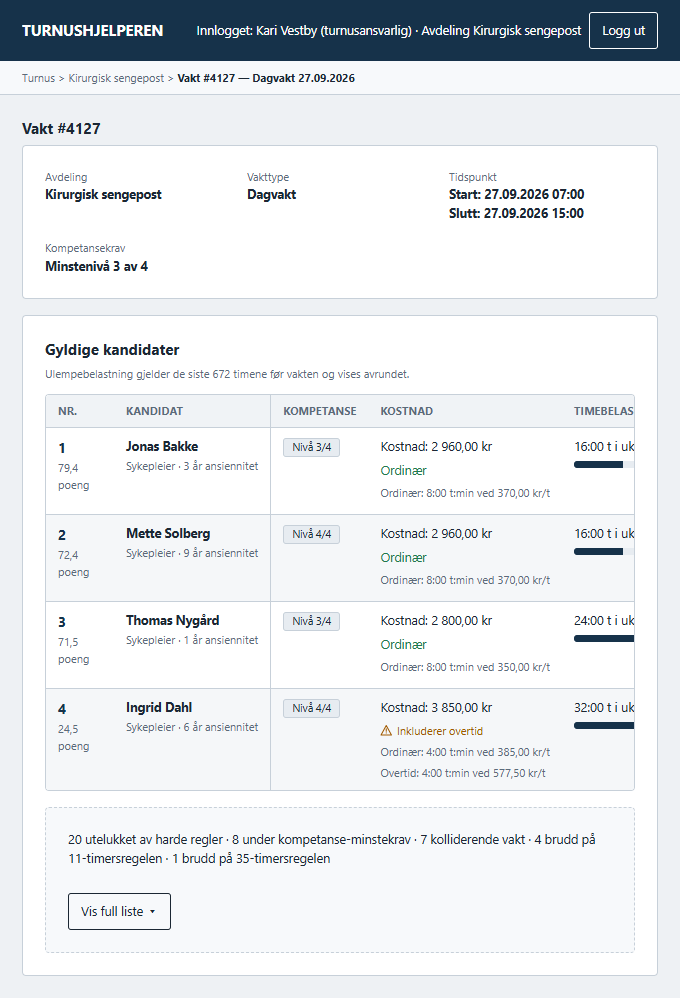 TURNUSHJELPEREN
Innlogget: Kari Vestby (turnusansvarlig) · Avdeling Kirurgisk sengepost
Logg ut
Turnus > Kirurgisk sengepost > Vakt #4127 — Dagvakt 27.09.2026
Vakt #4127
Avdeling
Kirurgisk sengepost
Vakttype
Dagvakt
Tidspunkt
Start: 27.09.2026 07:00
Slutt: 27.09.2026 15:00
Kompetansekrav
Minstenivå 3 av 4
Gyldige kandidater
Ulempebelastning gjelder de siste 672 timene før vakten og vises avrundet.
NR. KANDIDAT KOMPETANSE KOSTNAD TIMEBELAS
1
79,4
poeng
Jonas Bakke
Sykepleier · 3 år ansiennitet
Nivå 3/4
Kostnad: 2 960,00 kr
Ordinær
Ordinær: 8:00 t:min ved 370,00 kr/t
16:00 t i uk
2
72,4
poeng
Mette Solberg
Sykepleier · 9 år ansiennitet
Nivå 4/4
Kostnad: 2 960,00 kr
Ordinær
Ordinær: 8:00 t:min ved 370,00 kr/t
16:00 t i uk
3
71,5
poeng
Thomas Nygård
Sykepleier · 1 år ansiennitet
Nivå 3/4
Kostnad: 2 800,00 kr
Ordinær
Ordinær: 8:00 t:min ved 350,00 kr/t
24:00 t i uk
4
24,5
poeng
Ingrid Dahl
Sykepleier · 6 år ansiennitet
Nivå 4/4
Kostnad: 3 850,00 kr
Inkluderer overtid
Ordinær: 4:00 t:min ved 385,00 kr/t
Overtid: 4:00 t:min ved 577,50 kr/t
32:00 t i uk
20 utelukket av harde regler · 8 under kompetanse-minstekrav · 7 kolliderende vakt · 4 brudd på
11-timersregelen · 1 brudd på 35-timersregelen
Vis full liste